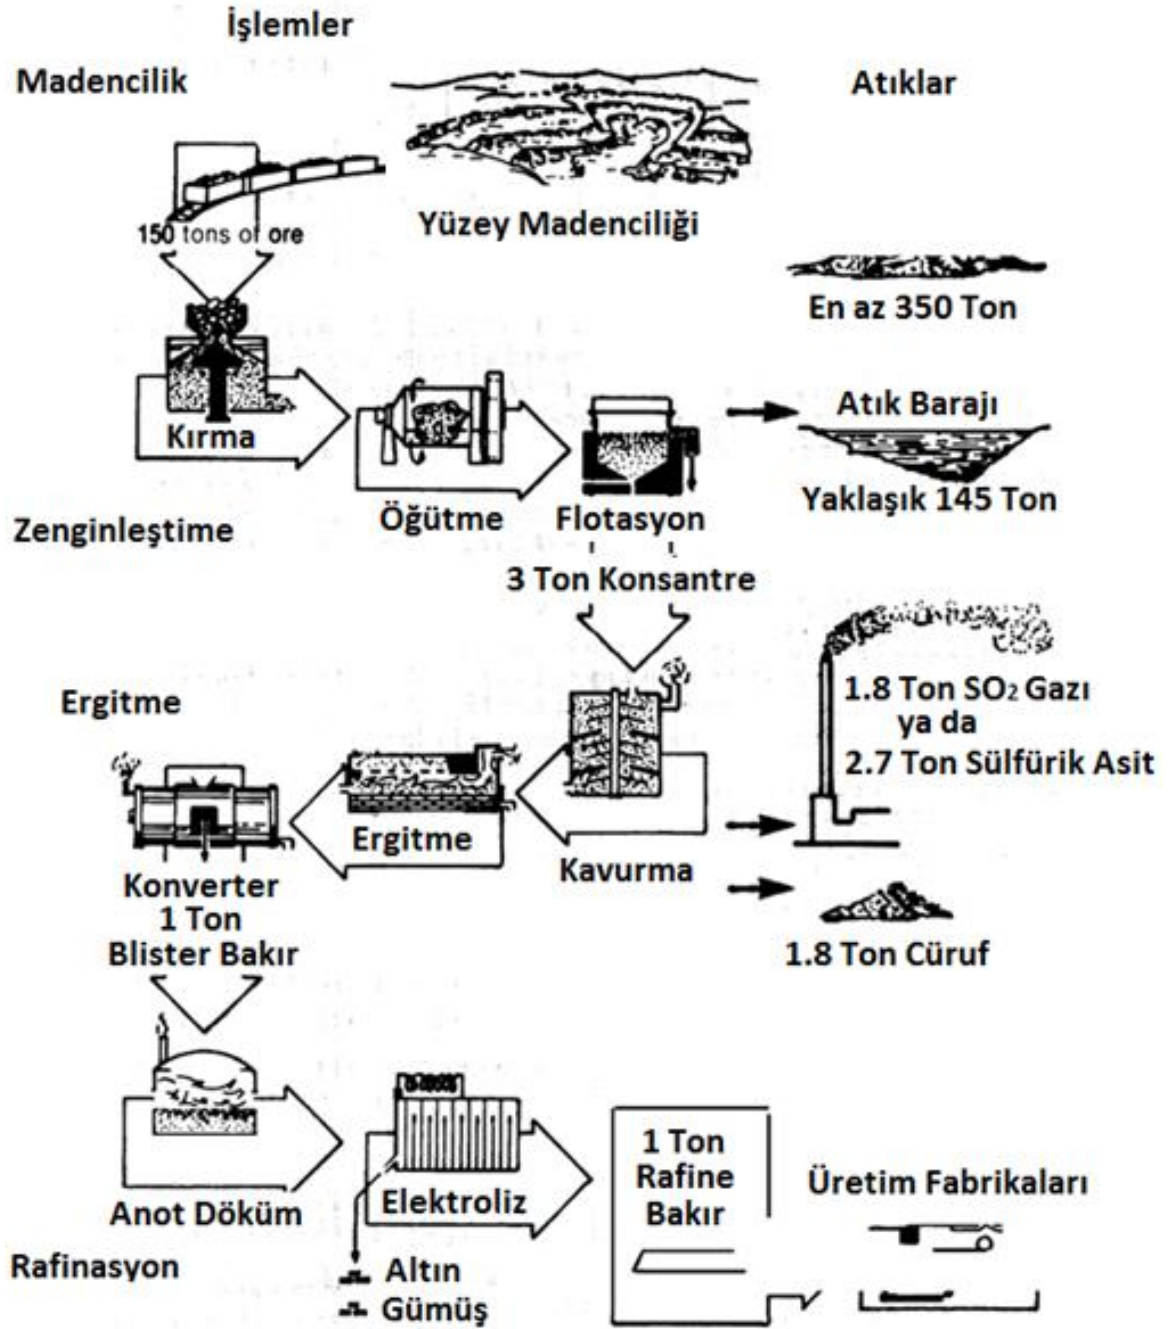 İşlemler
Madencilik
Atıklar
Yüzey Madenciliği
150 tons of ore
En az 350 Ton
Atık Barajı
Kırma
Yaklaşık 145 Ton
Öğütme
Flotasyon
Zenginleştime
3 Ton Konsantre
Ergitme
1.8 Ton SO₂ Gazı
ya da
2.7 Ton Sülfürik Asit
Ergitme
Kavurma
Konverter
1 Ton
Blister Bakır
1.8 Ton Cüruf
1 Ton
Rafine
Bakır
Üretim Fabrikaları
Elektroliz
Anot Döküm
Rafinasyon
Altın
Gümüş